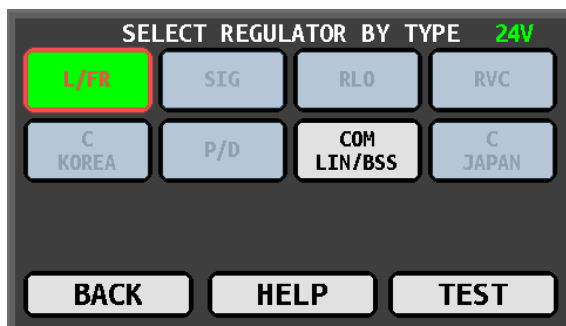 SELECT REGULATOR BY TYPE 24V
L/FR SIG RLO RVC
C KOREA P/D COM LIN/BSS C JAPAN
BACK HELP TEST